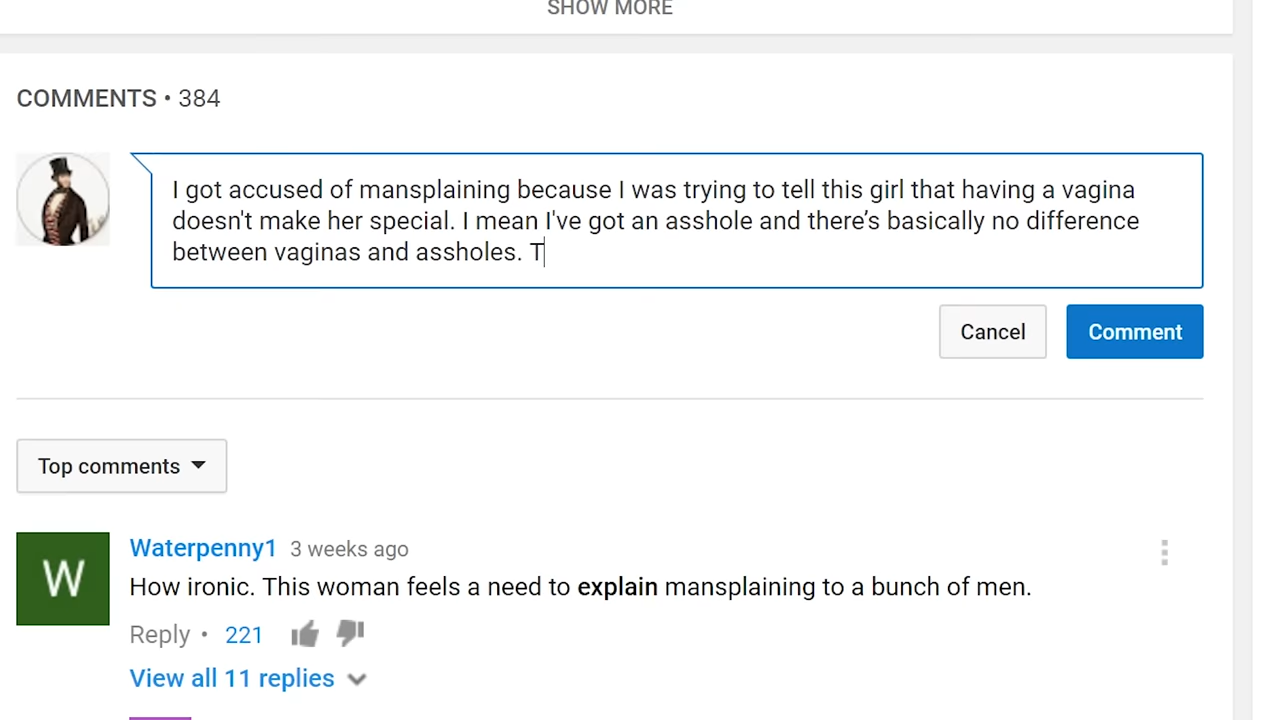 SHOW MORE
COMMENTS • 384
I got accused of mansplaining because I was trying to tell this girl that having a vagina
doesn't make her special. I mean I've got an asshole and there’s basically no difference
between vaginas and assholes. T
Cancel
Comment
Top comments
W
Waterpenny1 3 weeks ago
How ironic. This woman feels a need to explain mansplaining to a bunch of men.
Reply • 221
View all 11 replies